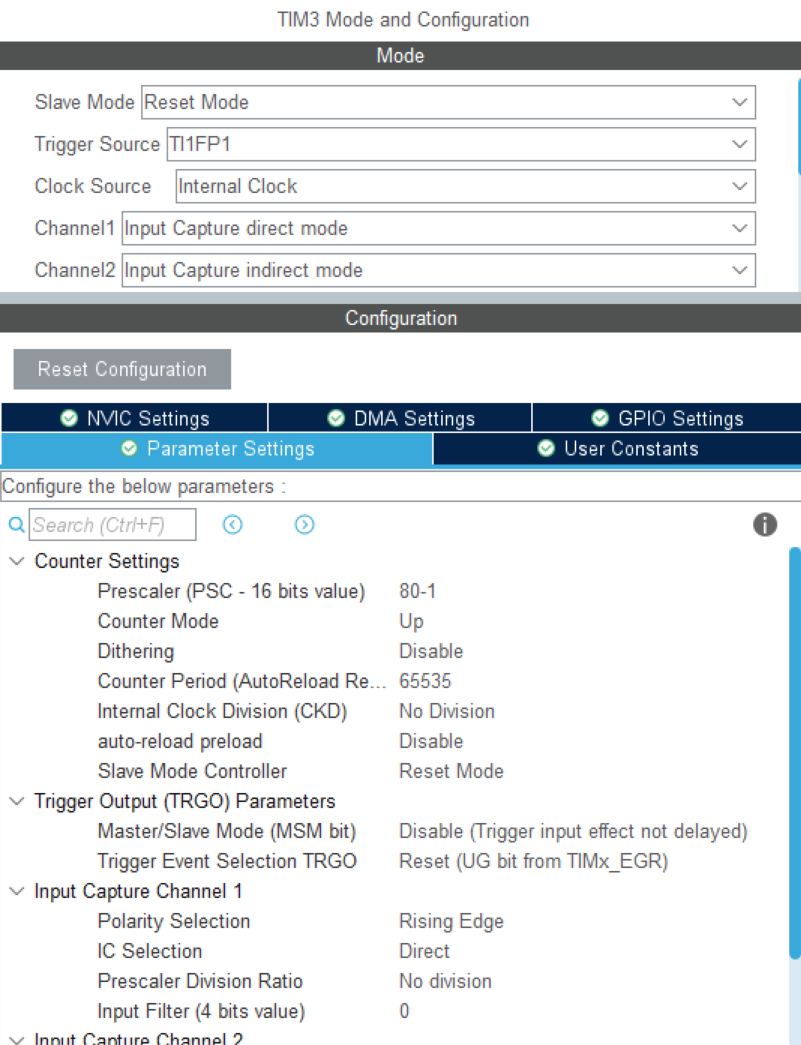 TIM3 Mode and Configuration
Mode
Slave Mode Reset Mode
Trigger Source TI1FP1
Clock Source Internal Clock
Channel1 Input Capture direct mode
Channel2 Input Capture indirect mode
Configuration
Reset Configuration
NVIC Settings DMA Settings GPIO Settings
Parameter Settings User Constants
Configure the below parameters :
Search (Ctrl+F)
Counter Settings
Prescaler (PSC - 16 bits value) 80-1
Counter Mode Up
Dithering Disable
Counter Period (AutoReload Re... 65535
Internal Clock Division (CKD) No Division
auto-reload preload Disable
Slave Mode Controller Reset Mode
Trigger Output (TRGO) Parameters
Master/Slave Mode (MSM bit) Disable (Trigger input effect not delayed)
Trigger Event Selection TRGO Reset (UG bit from TIMx_EGR)
Input Capture Channel 1
Polarity Selection Rising Edge
IC Selection Direct
Prescaler Division Ratio No division
Input Filter (4 bits value) 0
Input Capture Channel 2